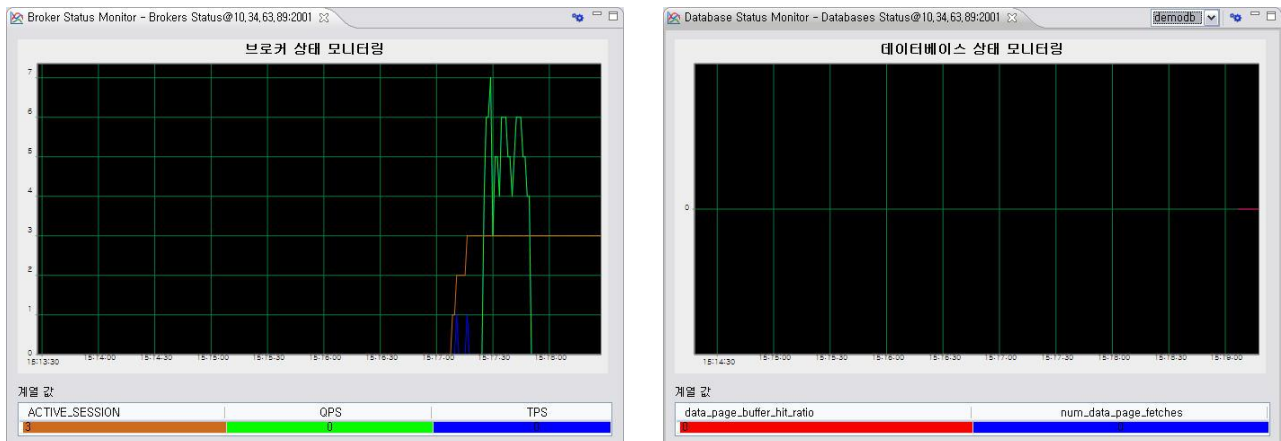 Broker Status Monitor - Brokers Status@10,34,63,89:2001
브로커 상태 모니터링
7
6
5
4
3
2
1
0
15:13:30 15:14:00 15:14:30 15:15:00 15:15:30 15:16:00 15:16:30 15:17:00 15:17:30 15:18:00
계열 값
ACTIVE_SESSION QPS TPS
3 0 0
Database Status Monitor - Databases Status@10,34,63,89:2001
demodb
데이터베이스 상태 모니터링
0
15:14:30 15:15:00 15:15:30 15:16:00 15:16:30 15:17:00 15:17:30 15:18:00 15:18:30 15:19:00
계열 값
data_page_buffer_hit_ratio num_data_page_fetches
0 0